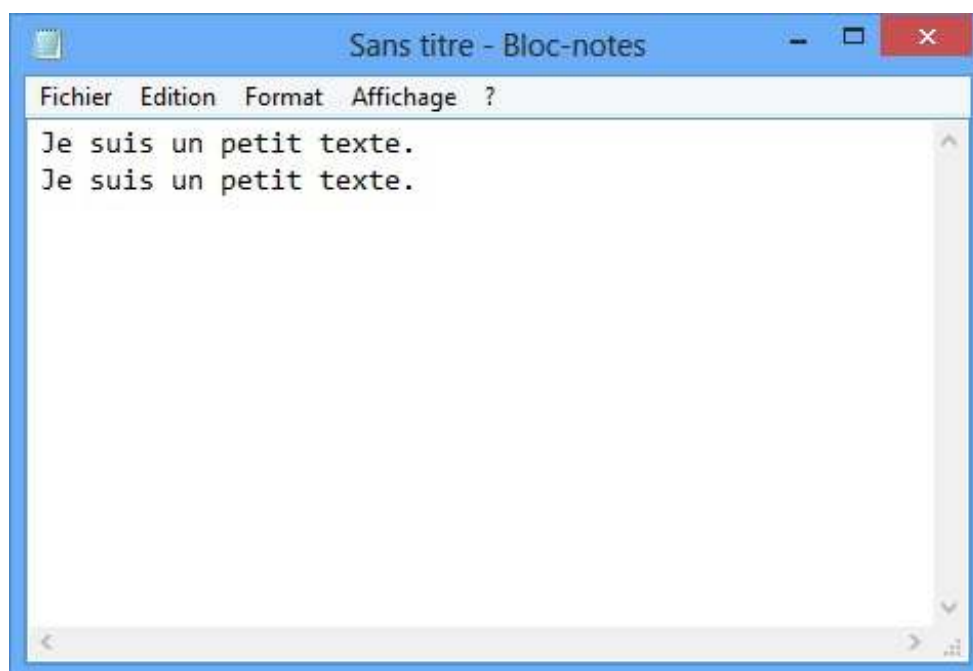 Sans titre - Bloc-notes
Fichier Edition Format Affichage ?
Je suis un petit texte.
Je suis un petit texte.